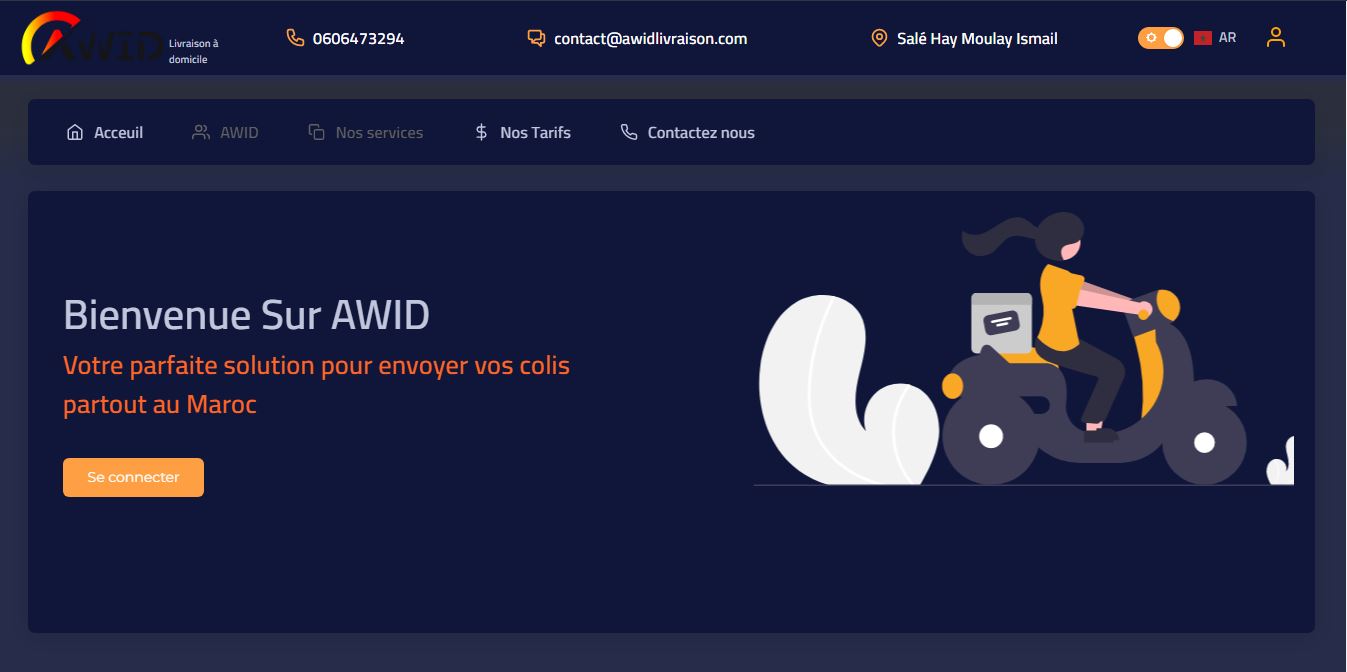 AWID
Livraison à
domicile
0606473294
contact@awidlivraison.com
Salé Hay Moulay Ismail
AR
Acceuil
AWID
Nos services
Nos Tarifs
Contactez nous
Bienvenue Sur AWID
Votre parfaite solution pour envoyer vos colis
partout au Maroc
Se connecter